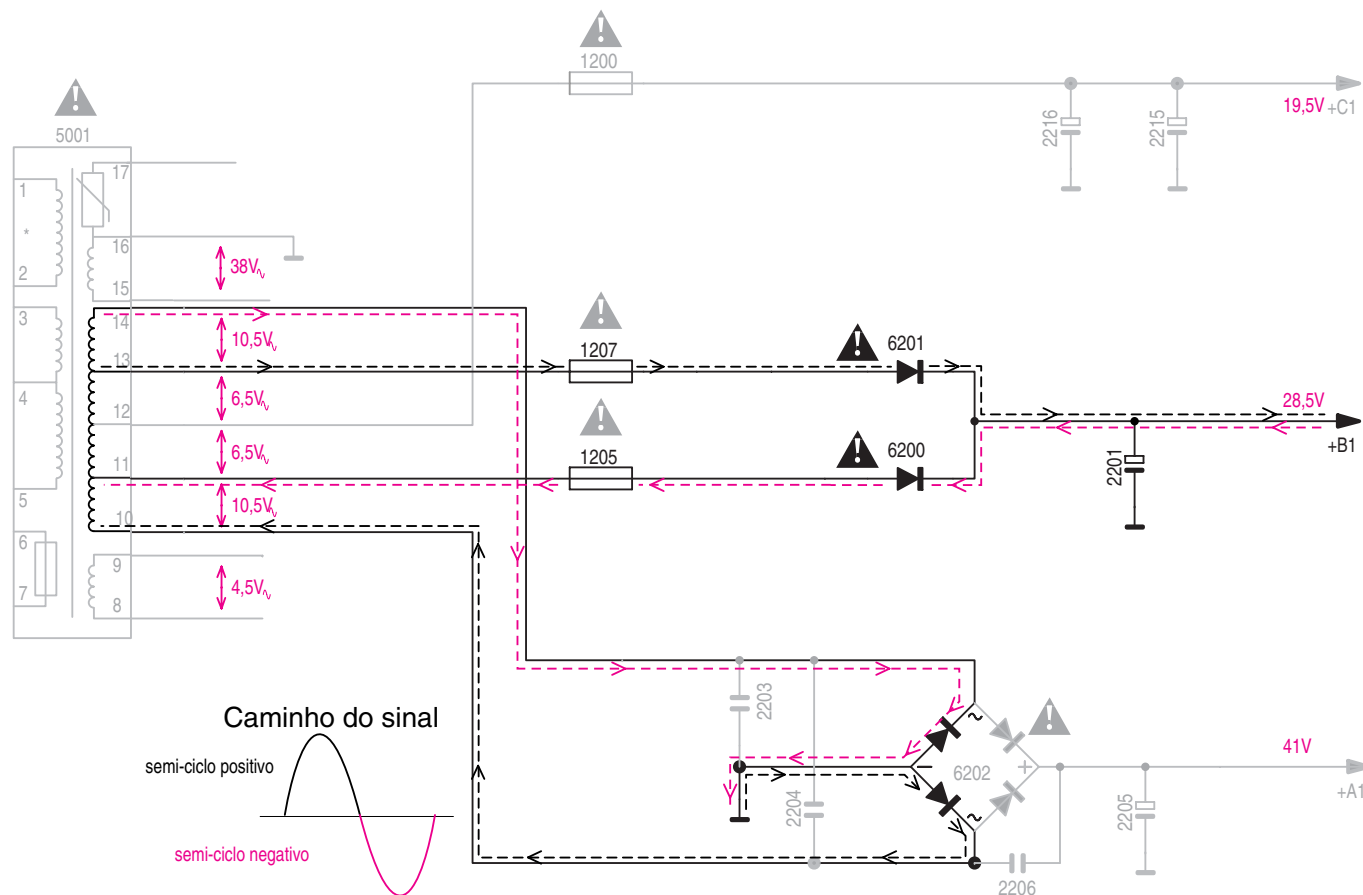 1200
5001
2216
2215
19,5V
+C1
17
1
*
16
38V
2
15
3
14
10,5V
1207
6201
13
6,5V
4
12
28,5V
+B1
6,5V
1205
6200
11
2201
5
10,5V
10
6
9
4,5V
7
8
Caminho do sinal
semi-ciclo positivo
semi-ciclo negativo
2203
2204
~
6202
− +
~
41V
+A1
2205
2206